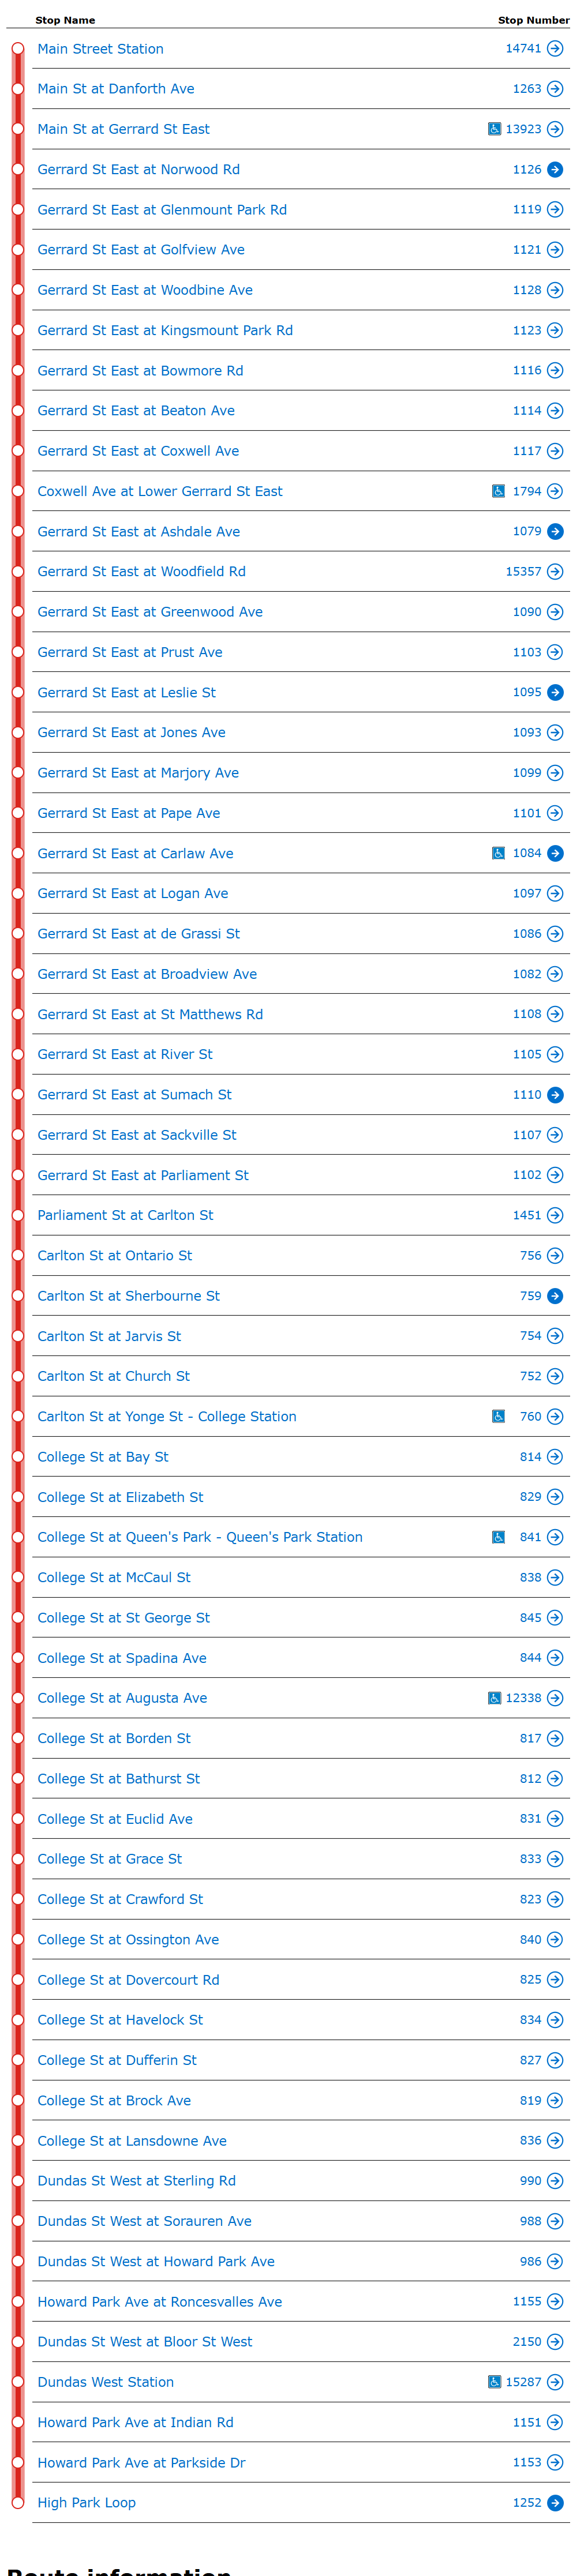 Stop Name Stop Number
Main Street Station 14741
Main St at Danforth Ave 1263
Main St at Gerrard St East 13923
Gerrard St East at Norwood Rd 1126
Gerrard St East at Glenmount Park Rd 1119
Gerrard St East at Golfview Ave 1121
Gerrard St East at Woodbine Ave 1128
Gerrard St East at Kingsmount Park Rd 1123
Gerrard St East at Bowmore Rd 1116
Gerrard St East at Beaton Ave 1114
Gerrard St East at Coxwell Ave 1117
Coxwell Ave at Lower Gerrard St East 1794
Gerrard St East at Ashdale Ave 1079
Gerrard St East at Woodfield Rd 15357
Gerrard St East at Greenwood Ave 1090
Gerrard St East at Prust Ave 1103
Gerrard St East at Leslie St 1095
Gerrard St East at Jones Ave 1093
Gerrard St East at Marjory Ave 1099
Gerrard St East at Pape Ave 1101
Gerrard St East at Carlaw Ave 1084
Gerrard St East at Logan Ave 1097
Gerrard St East at de Grassi St 1086
Gerrard St East at Broadview Ave 1082
Gerrard St East at St Matthews Rd 1108
Gerrard St East at River St 1105
Gerrard St East at Sumach St 1110
Gerrard St East at Sackville St 1107
Gerrard St East at Parliament St 1102
Parliament St at Carlton St 1451
Carlton St at Ontario St 756
Carlton St at Sherbourne St 759
Carlton St at Jarvis St 754
Carlton St at Church St 752
Carlton St at Yonge St - College Station 760
College St at Bay St 814
College St at Elizabeth St 829
College St at Queen's Park - Queen's Park Station 841
College St at McCaul St 838
College St at St George St 845
College St at Spadina Ave 844
College St at Augusta Ave 12338
College St at Borden St 817
College St at Bathurst St 812
College St at Euclid Ave 831
College St at Grace St 833
College St at Crawford St 823
College St at Ossington Ave 840
College St at Dovercourt Rd 825
College St at Havelock St 834
College St at Dufferin St 827
College St at Brock Ave 819
College St at Lansdowne Ave 836
Dundas St West at Sterling Rd 990
Dundas St West at Sorauren Ave 988
Dundas St West at Howard Park Ave 986
Howard Park Ave at Roncesvalles Ave 1155
Dundas St West at Bloor St West 2150
Dundas West Station 15287
Howard Park Ave at Indian Rd 1151
Howard Park Ave at Parkside Dr 1153
High Park Loop 1252
Route information